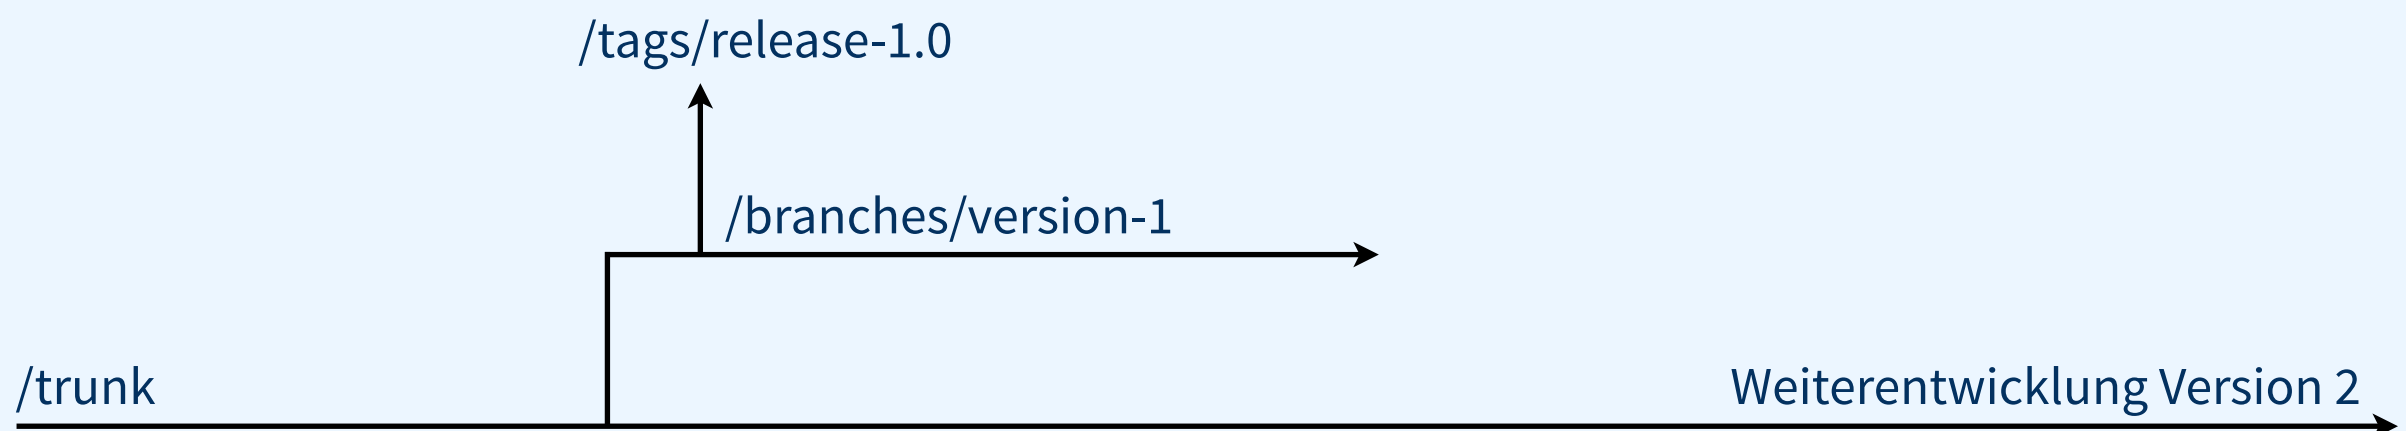 /tags/release-1.0
/branches/version-1
/trunk
Weiterentwicklung Version 2